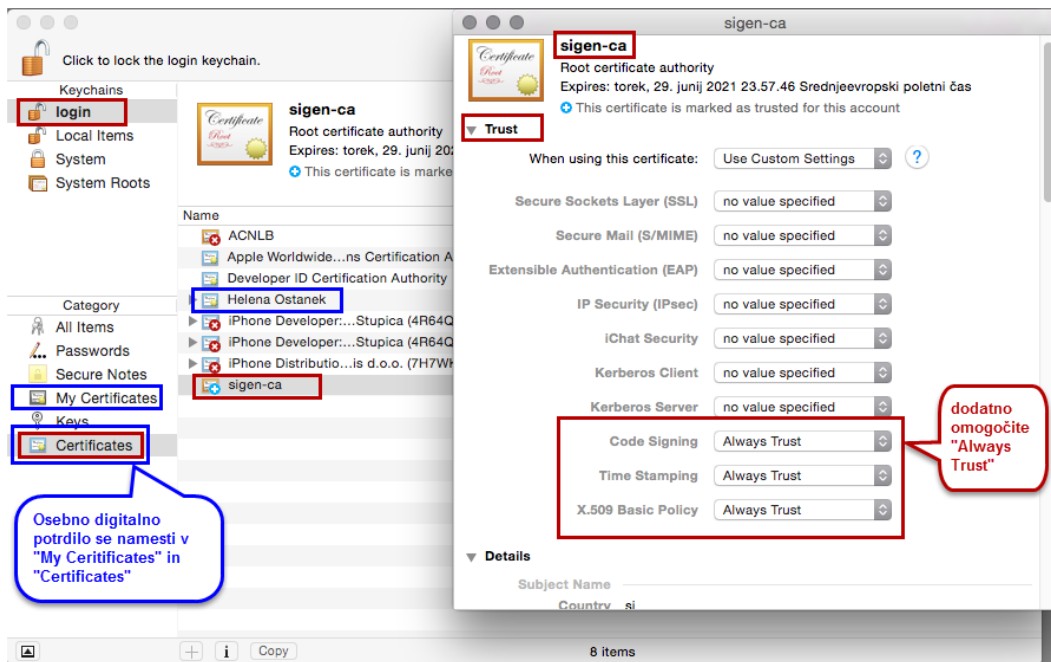 Click to lock the login keychain.
Keychains
login
Local Items
System
System Roots
Certificate
Root
sigen-ca
Root certificate authority
Expires: torek, 29. junij 202
This certificate is marke
Name
ACNLB
Apple Worldwide...ns Certification A
Developer ID Certification Authority
Helena Ostanek
iPhone Developer:...Stupica (4R64Q
iPhone Developer:...Stupica (4R64Q
iPhone Distributio...is d.o.o. (7H7WK
sigen-ca
Category
All Items
Passwords
Secure Notes
My Certificates
Keys
Certificates
Osebno digitalno
potrdilo se namesti v
"My Ceritificates" in
"Certificates"
Copy
8 items
sigen-ca
Certificate
Root
sigen-ca
Root certificate authority
Expires: torek, 29. junij 2021 23.57.46 Srednjeevropski poletni čas
This certificate is marked as trusted for this account
Trust
When using this certificate: Use Custom Settings ?
Secure Sockets Layer (SSL) no value specified
Secure Mail (S/MIME) no value specified
Extensible Authentication (EAP) no value specified
IP Security (IPsec) no value specified
iChat Security no value specified
Kerberos Client no value specified
Kerberos Server no value specified
Code Signing Always Trust
Time Stamping Always Trust
X.509 Basic Policy Always Trust
dodatno
omogočite
"Always
Trust"
Details
Subject Name
Country si